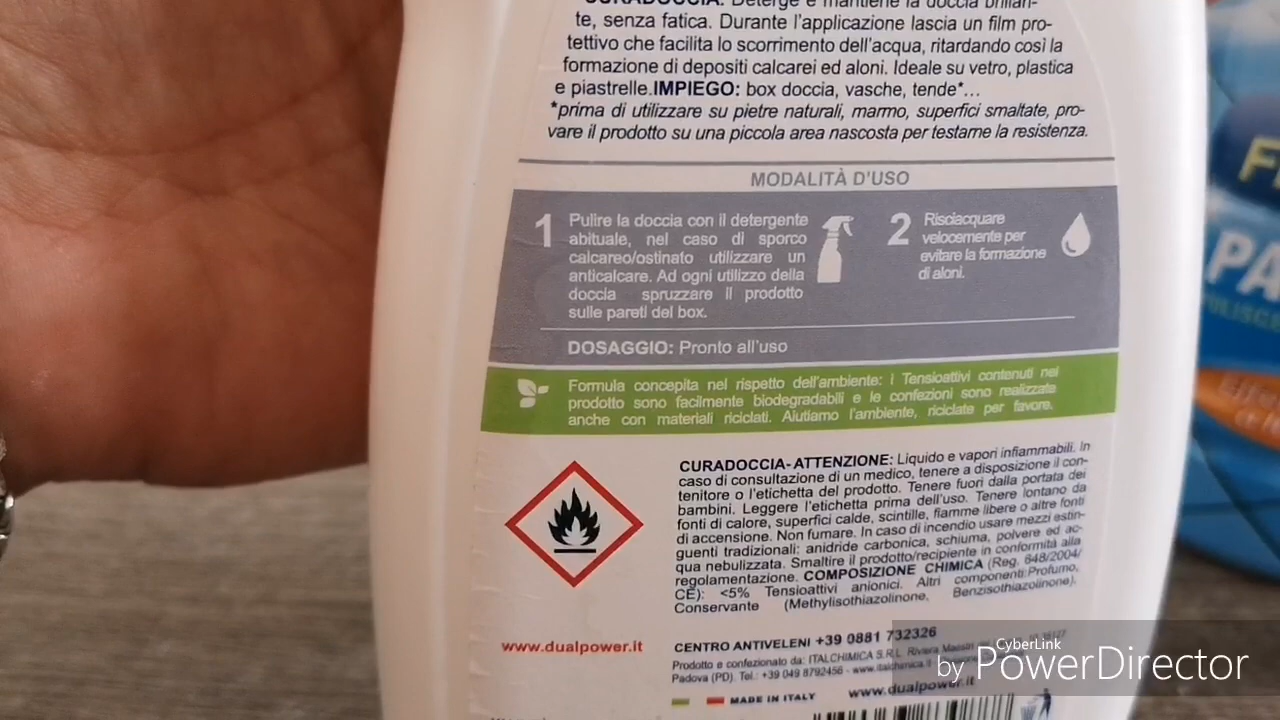 CURADOCCIA: Deterge e mantiene la doccia brillan-
te, senza fatica. Durante l'applicazione lascia un film pro-
tettivo che facilita lo scorrimento dell'acqua, ritardando così la
formazione di depositi calcarei ed aloni. Ideale su vetro, plastica
e piastrelle.IMPIEGO: box doccia, vasche, tende*...
*prima di utilizzare su pietre naturali, marmo, superfici smaltate, pro-
vare il prodotto su una piccola area nascosta per testarne la resistenza.
MODALITÀ D'USO
1 Pulire la doccia con il detergente
abituale, nel caso di sporco
calcareo/ostinato utilizzare un
anticalcare. Ad ogni utilizzo della
doccia spruzzare il prodotto
sulle pareti del box.
2 Risciacquare
velocemente per
evitare la formazione
di aloni.
DOSAGGIO: Pronto all'uso
Formula concepita nel rispetto dell'ambiente: i Tensioattivi contenuti nel
prodotto sono facilmente biodegradabili e le confezioni sono realizzate
anche con materiali riciclati. Aiutiamo l'ambiente, riciclate per favore.
CURADOCCIA-ATTENZIONE: Liquido e vapori infiammabili. In
caso di consultazione di un medico, tenere a disposizione il con-
tenitore o l'etichetta del prodotto. Tenere fuori dalla portata dei
bambini. Leggere l'etichetta prima dell'uso. Tenere lontano da
fonti di calore, superfici calde, scintille, fiamme libere o altre fonti
di accensione. Non fumare. In caso di incendio usare mezzi estin-
guenti tradizionali: anidride carbonica, schiuma, polvere ed ac-
qua nebulizzata. Smaltire il prodotto/recipiente in conformità alla
regolamentazione. COMPOSIZIONE CHIMICA (Reg. 648/2004/
CE): <5% Tensioattivi anionici. Altri componenti:Profumo,
Conservante (Methylisothiazolinone, Benzisothiazolinone).
www.dualpower.it
CENTRO ANTIVELENI +39 0881 732326
Prodotto e confezionato da: ITALCHIMICA S.R.L. Riviera
Padova (PD). Tel.: +39 049 8792456 - www.italchimica.it
MADE IN ITALY
www.dualpower.it
CyberLink
by PowerDirector
PA